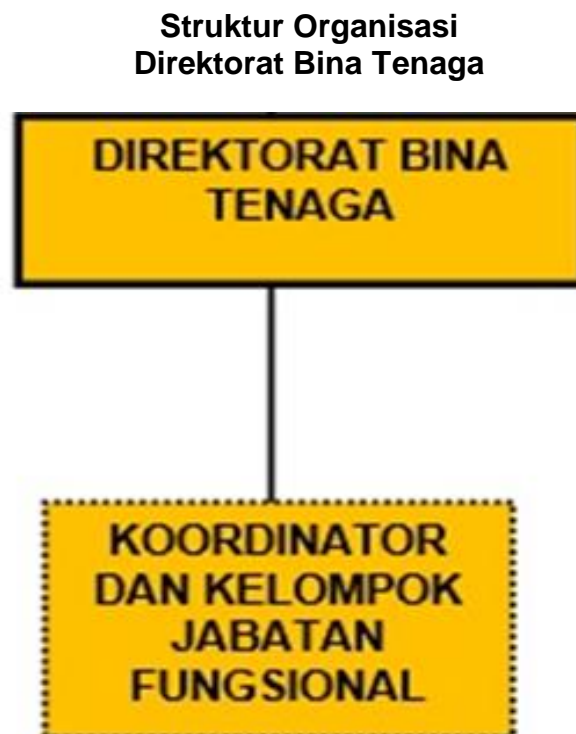 Struktur Organisasi
Direktorat Bina Tenaga
DIREKTORAT BINA
TENAGA
KOORDINATOR
DAN KELOMPOK
JABATAN
FUNGSIONAL